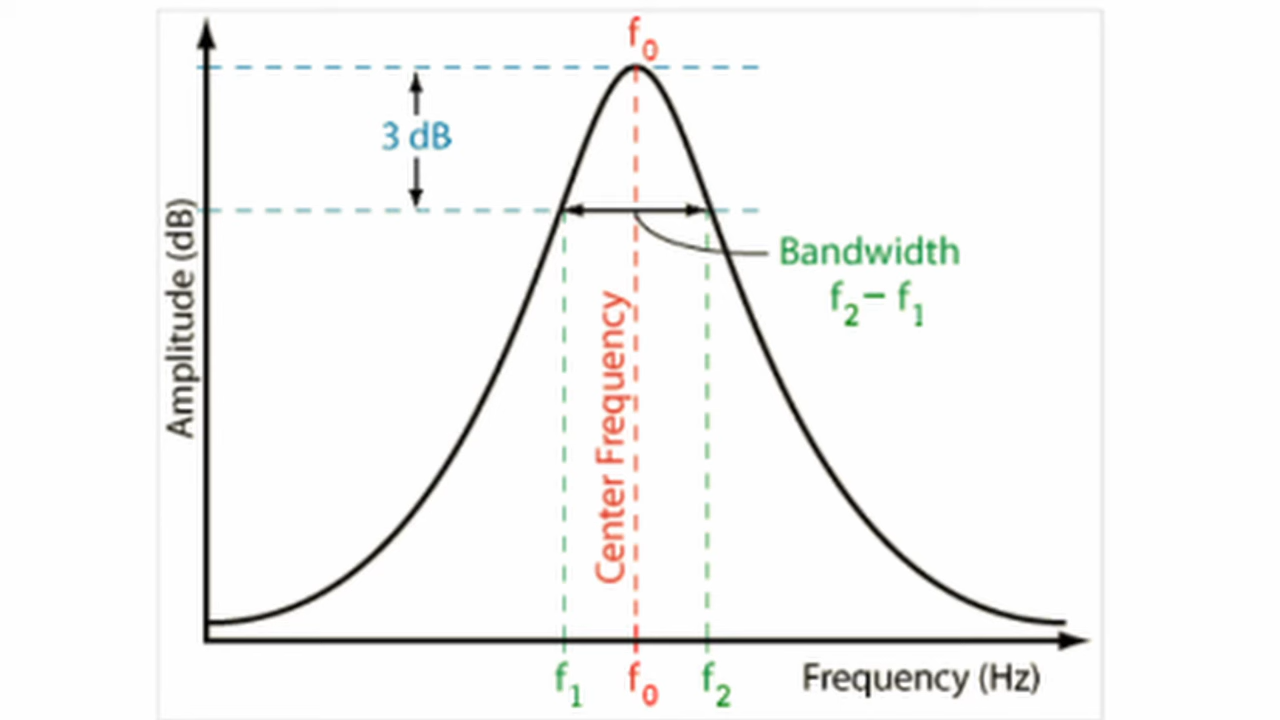 f0
3 dB
Amplitude (dB)
Bandwidth
f2 – f1
Center Frequency
f1 f0 f2
Frequency (Hz)